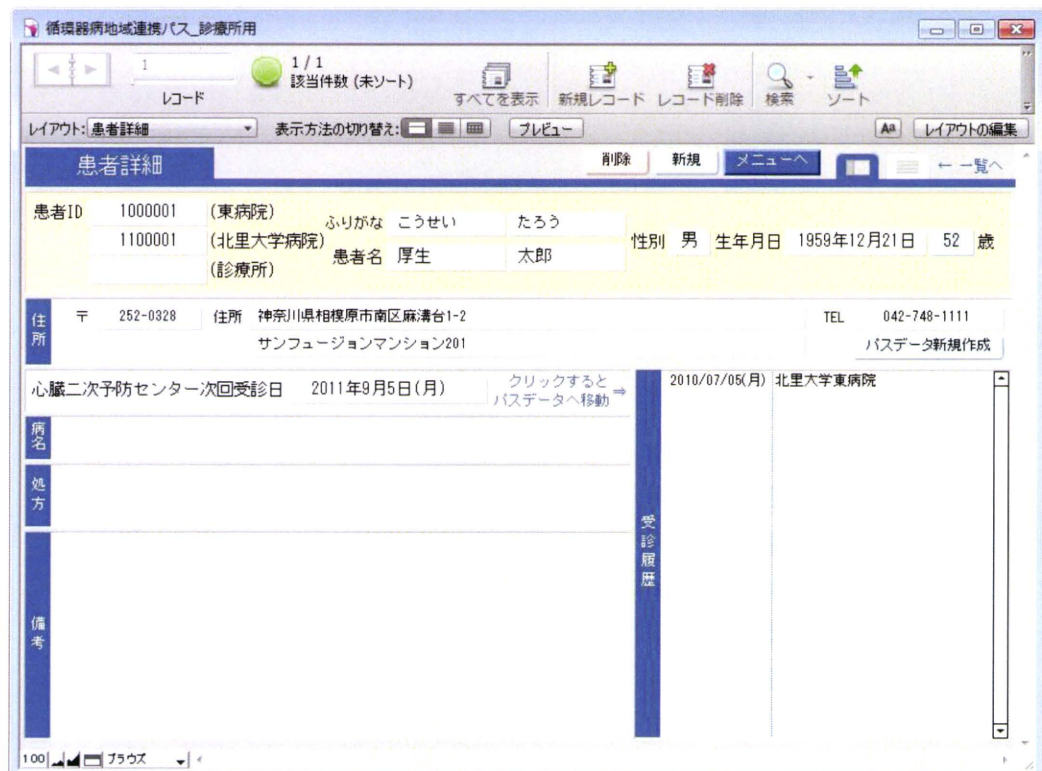 循環器病地域連携パス_診療所用
1
レコード
1 / 1
該当件数 (未ソート)
すべてを表示 新規レコード レコード削除 検索 ソート
レイアウト: 患者詳細 表示方法の切り替え: プレビュー Aa レイアウトの編集
患者詳細 削除 新規 メニューへ ← 一覧へ
患者ID 1000001 (東病院)
1100001 (北里大学病院)
(診療所)
ふりがな こうせい たろう
患者名 厚生 太郎
性別 男 生年月日 1959年12月21日 52 歳
住所
〒 252-0328 住所 神奈川県相模原市南区麻溝台1-2 TEL 042-748-1111
サンフュージョンマンション201 パスデータ新規作成
心臓二次予防センター次回受診日 2011年9月5日(月) クリックすると
パスデータへ移動 ⇒
病名
処方
備考
受診履歴
2010/07/05(月) 北里大学東病院
100 ブラウズ